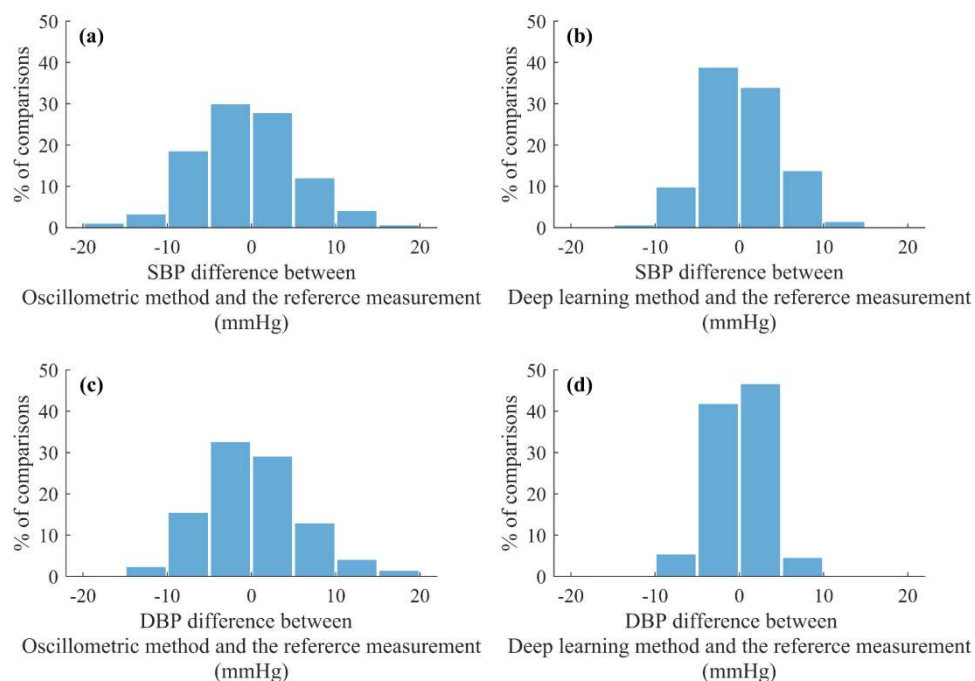 (a)
% of comparisons
50
40
30
20
10
0
-20 -10 0 10 20
SBP difference between
Oscillometric method and the refererce measurement
(mmHg)
(b)
% of comparisons
50
40
30
20
10
0
-20 -10 0 10 20
SBP difference between
Deep learning method and the refererce measurement
(mmHg)
(c)
% of comparisons
50
40
30
20
10
0
-20 -10 0 10 20
DBP difference between
Oscillometric method and the refererce measurement
(mmHg)
(d)
% of comparisons
50
40
30
20
10
0
-20 -10 0 10 20
DBP difference between
Deep learning method and the refererce measurement
(mmHg)